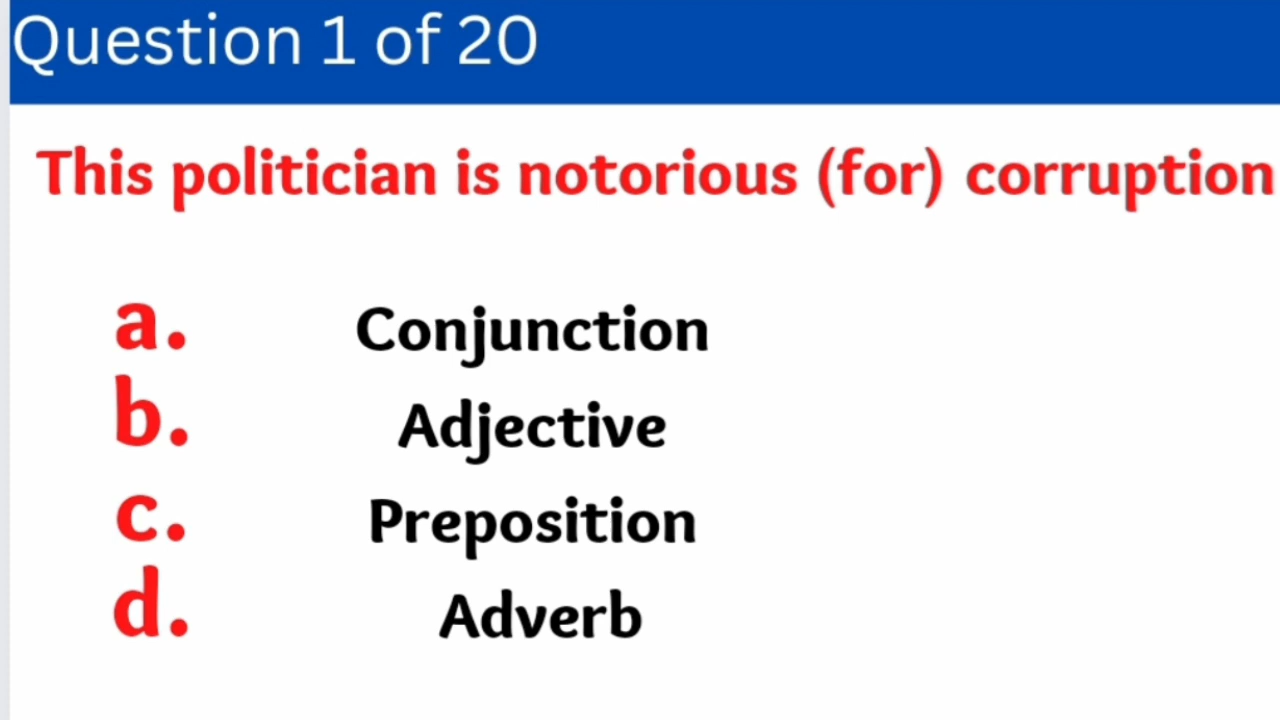 Question 1 of 20
This politician is notorious (for) corruption
a. Conjunction
b. Adjective
c. Preposition
d. Adverb